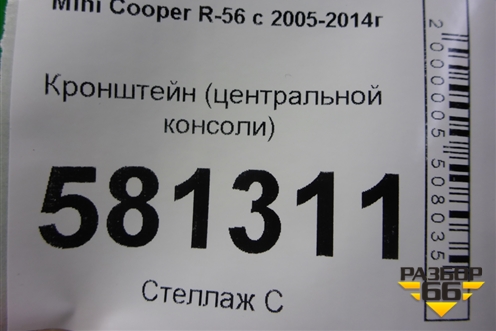 Mini Cooper R-56 с 2005-2014г
Кронштейн (центральной
консоли)
581311
Стеллаж С
2000005508035
РАЗБОР
66